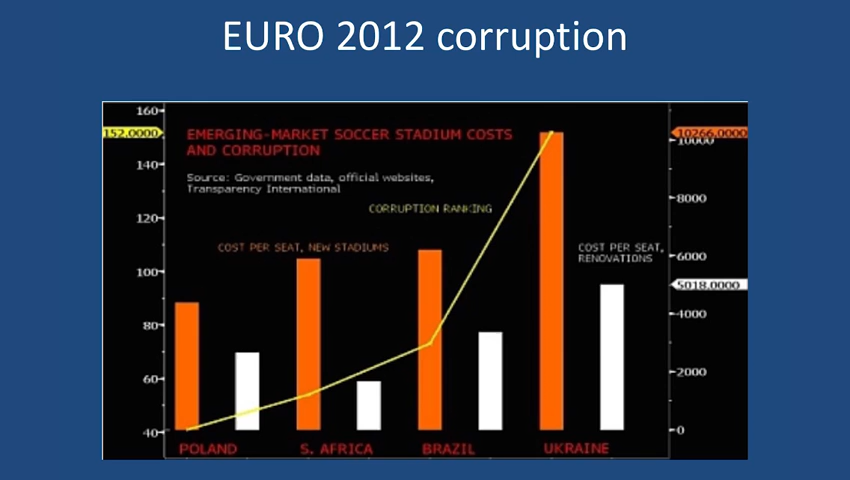 EURO 2012 corruption
160
152.0000
140
120
100
80
60
40
EMERGING-MARKET SOCCER STADIUM COSTS
AND CORRUPTION
Source: Government data, official websites,
Transparency International
CORRUPTION RANKING
COST PER SEAT, NEW STADIUMS
COST PER SEAT,
RENOVATIONS
10266.0000
10000
8000
6000
5018.0000
4000
2000
0
POLAND S. AFRICA BRAZIL UKRAINE